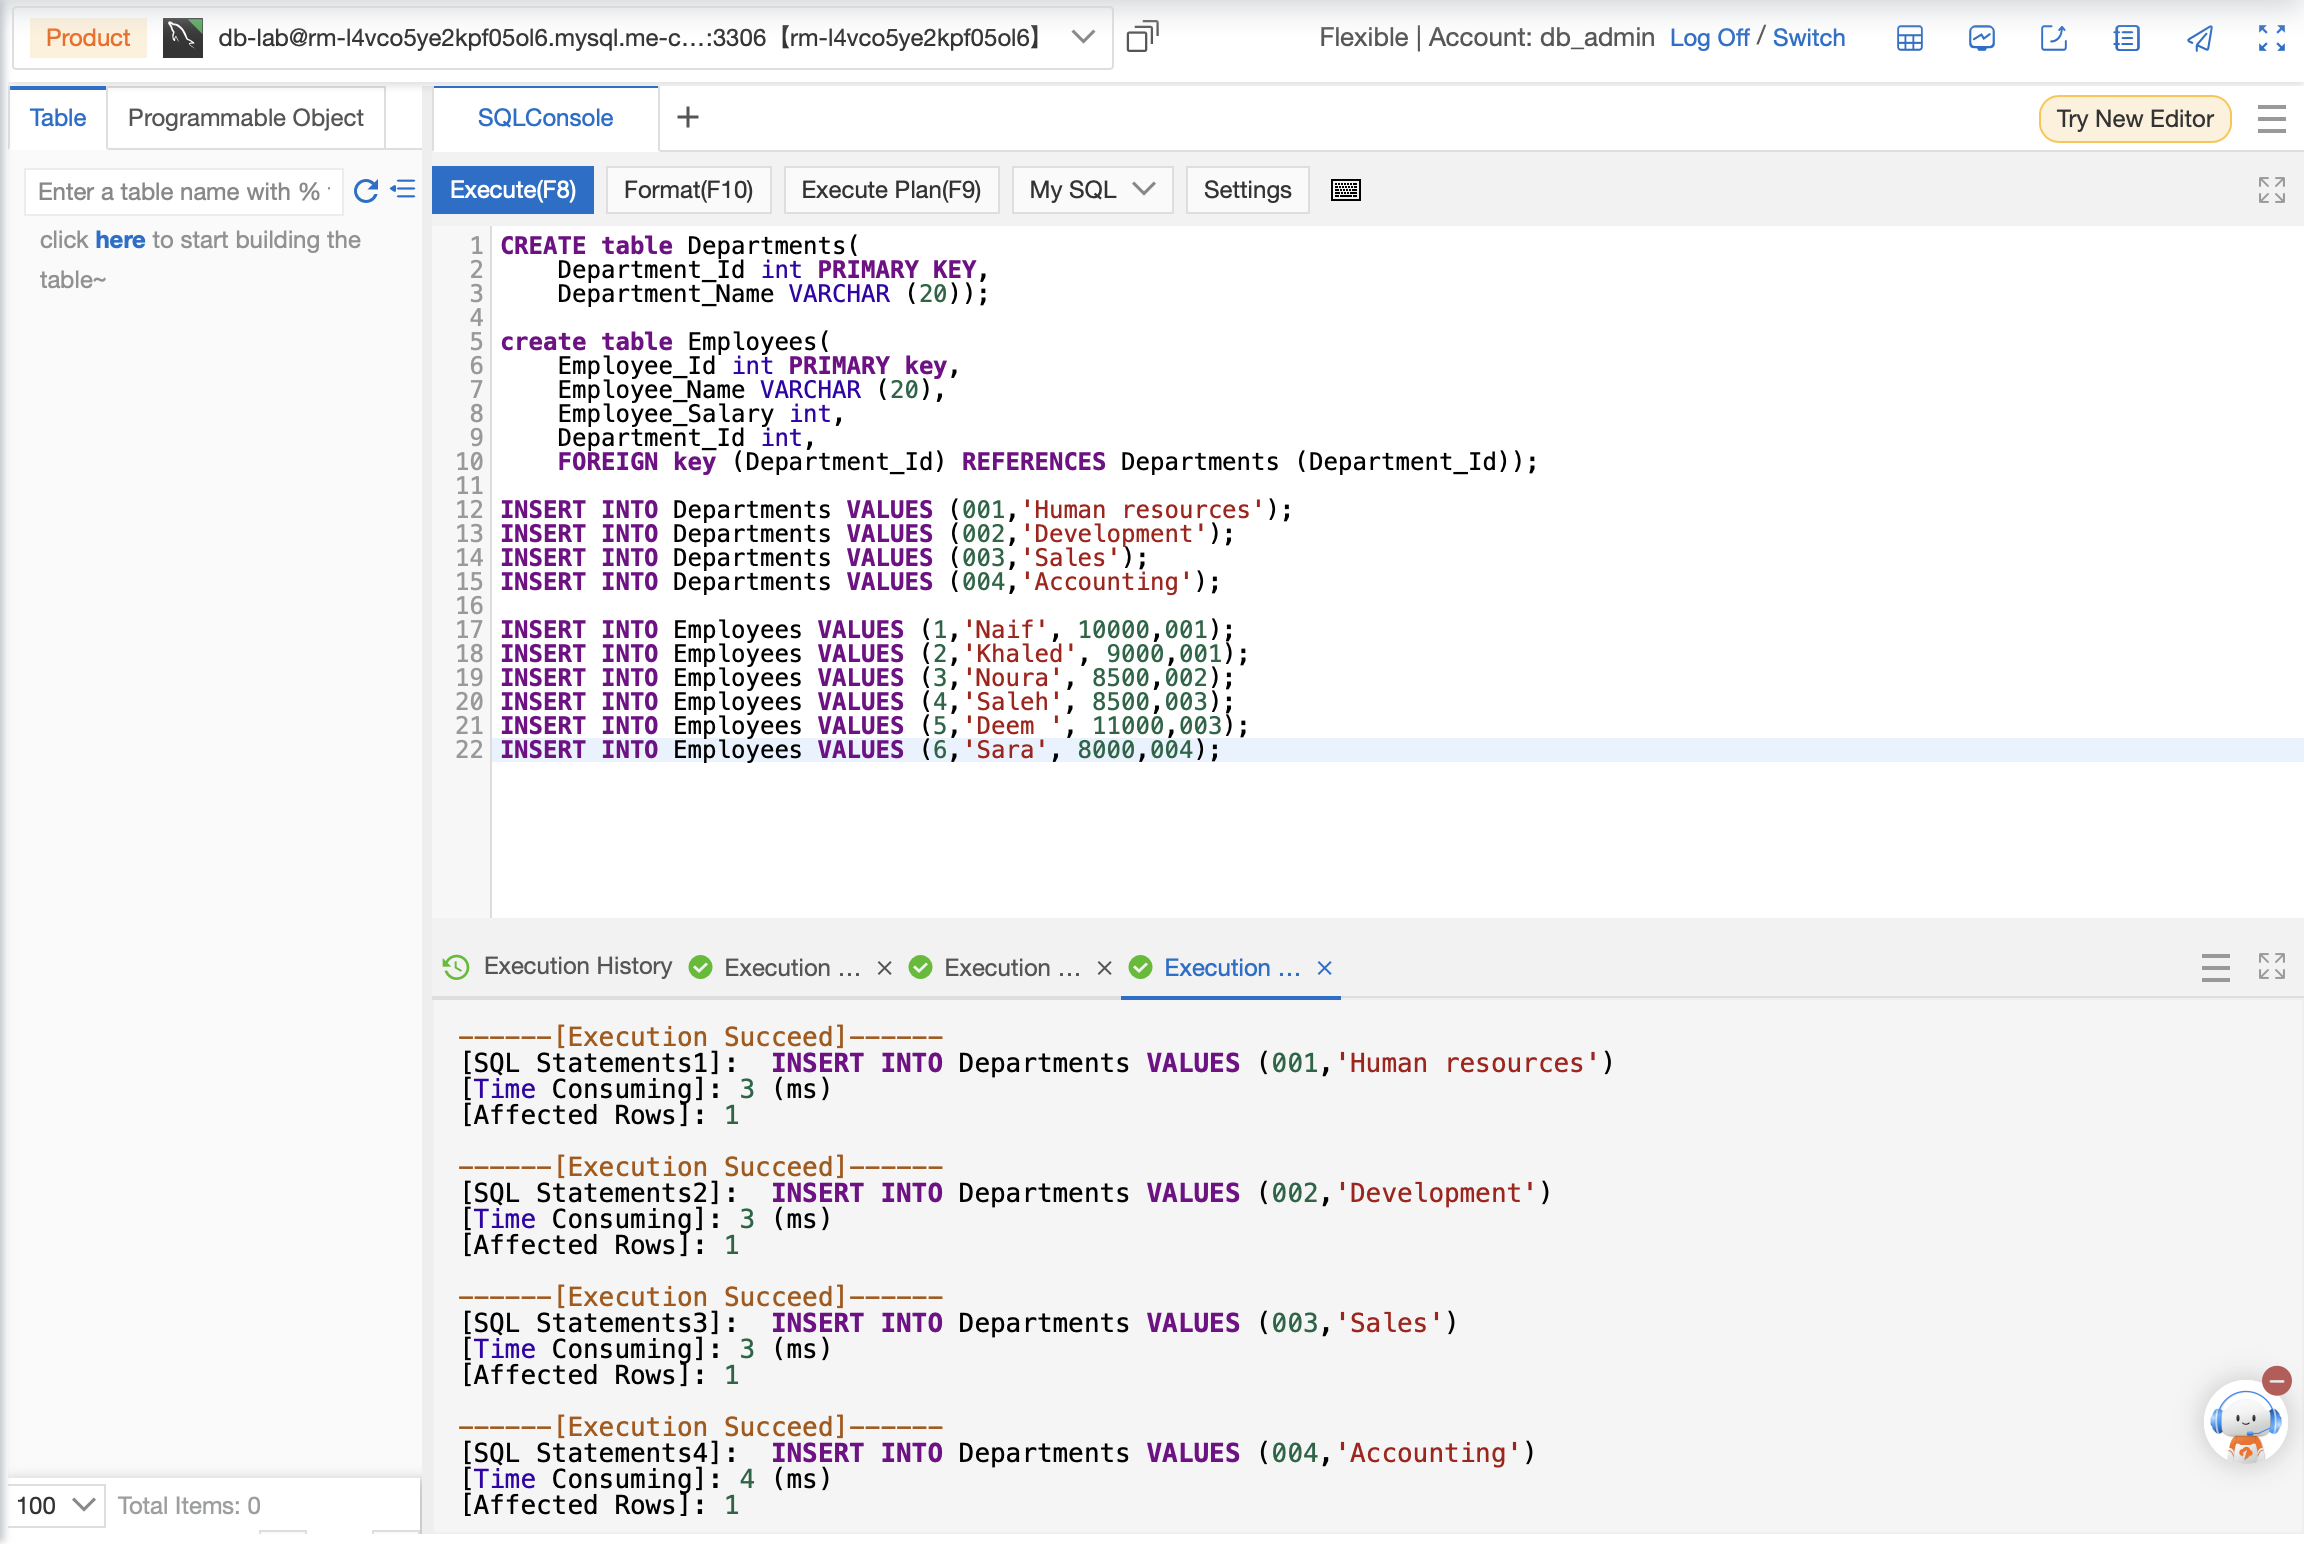 Product db-lab@rm-l4vco5ye2kpf05ol6.mysql.me-c...:3306【rm-l4vco5ye2kpf05ol6】 Flexible | Account: db_admin Log Off / Switch
Table Programmable Object SQLConsole + Try New Editor
Enter a table name with % Execute(F8) Format(F10) Execute Plan(F9) My SQL Settings
click here to start building the
table~
1 CREATE table Departments(
2 Department_Id int PRIMARY KEY,
3 Department_Name VARCHAR (20));
4
5 create table Employees(
6 Employee_Id int PRIMARY key,
7 Employee_Name VARCHAR (20),
8 Employee_Salary int,
9 Department_Id int,
10 FOREIGN key (Department_Id) REFERENCES Departments (Department_Id));
11
12 INSERT INTO Departments VALUES (001,'Human resources');
13 INSERT INTO Departments VALUES (002,'Development');
14 INSERT INTO Departments VALUES (003,'Sales');
15 INSERT INTO Departments VALUES (004,'Accounting');
16
17 INSERT INTO Employees VALUES (1,'Naif', 10000,001);
18 INSERT INTO Employees VALUES (2,'Khaled', 9000,001);
19 INSERT INTO Employees VALUES (3,'Noura', 8500,002);
20 INSERT INTO Employees VALUES (4,'Saleh', 8500,003);
21 INSERT INTO Employees VALUES (5,'Deem ', 11000,003);
22 INSERT INTO Employees VALUES (6,'Sara', 8000,004);
Execution History Execution ... × Execution ... × Execution ... ×
------[Execution Succeed]------
[SQL Statements1]: INSERT INTO Departments VALUES (001,'Human resources')
[Time Consuming]: 3 (ms)
[Affected Rows]: 1
------[Execution Succeed]------
[SQL Statements2]: INSERT INTO Departments VALUES (002,'Development')
[Time Consuming]: 3 (ms)
[Affected Rows]: 1
------[Execution Succeed]------
[SQL Statements3]: INSERT INTO Departments VALUES (003,'Sales')
[Time Consuming]: 3 (ms)
[Affected Rows]: 1
------[Execution Succeed]------
[SQL Statements4]: INSERT INTO Departments VALUES (004,'Accounting')
[Time Consuming]: 4 (ms)
[Affected Rows]: 1
100 Total Items: 0